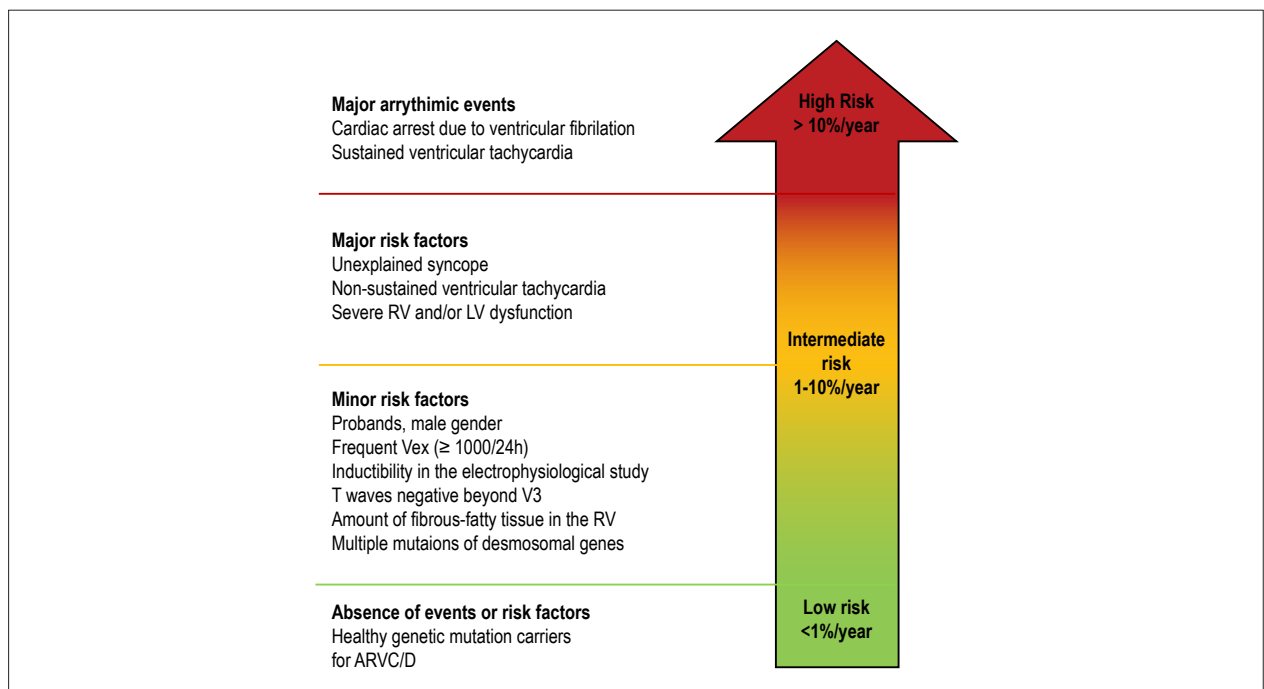 Major arrythimic events
Cardiac arrest due to ventricular fibrilation
Sustained ventricular tachycardia
High Risk
> 10%/year
Major risk factors
Unexplained syncope
Non-sustained ventricular tachycardia
Severe RV and/or LV dysfunction
Intermediate
risk
1-10%/year
Minor risk factors
Probands, male gender
Frequent Vex (≥ 1000/24h)
Inductibility in the electrophysiological study
T waves negative beyond V3
Amount of fibrous-fatty tissue in the RV
Multiple mutaions of desmosomal genes
Absence of events or risk factors
Healthy genetic mutation carriers
for ARVC/D
Low risk
<1%/year